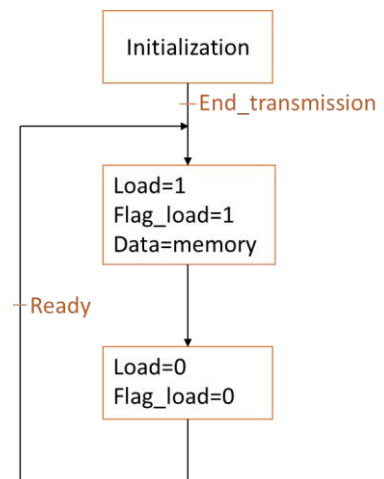 Initialization
End_transmission
Load=1
Flag_load=1
Data=memory
Ready
Load=0
Flag_load=0